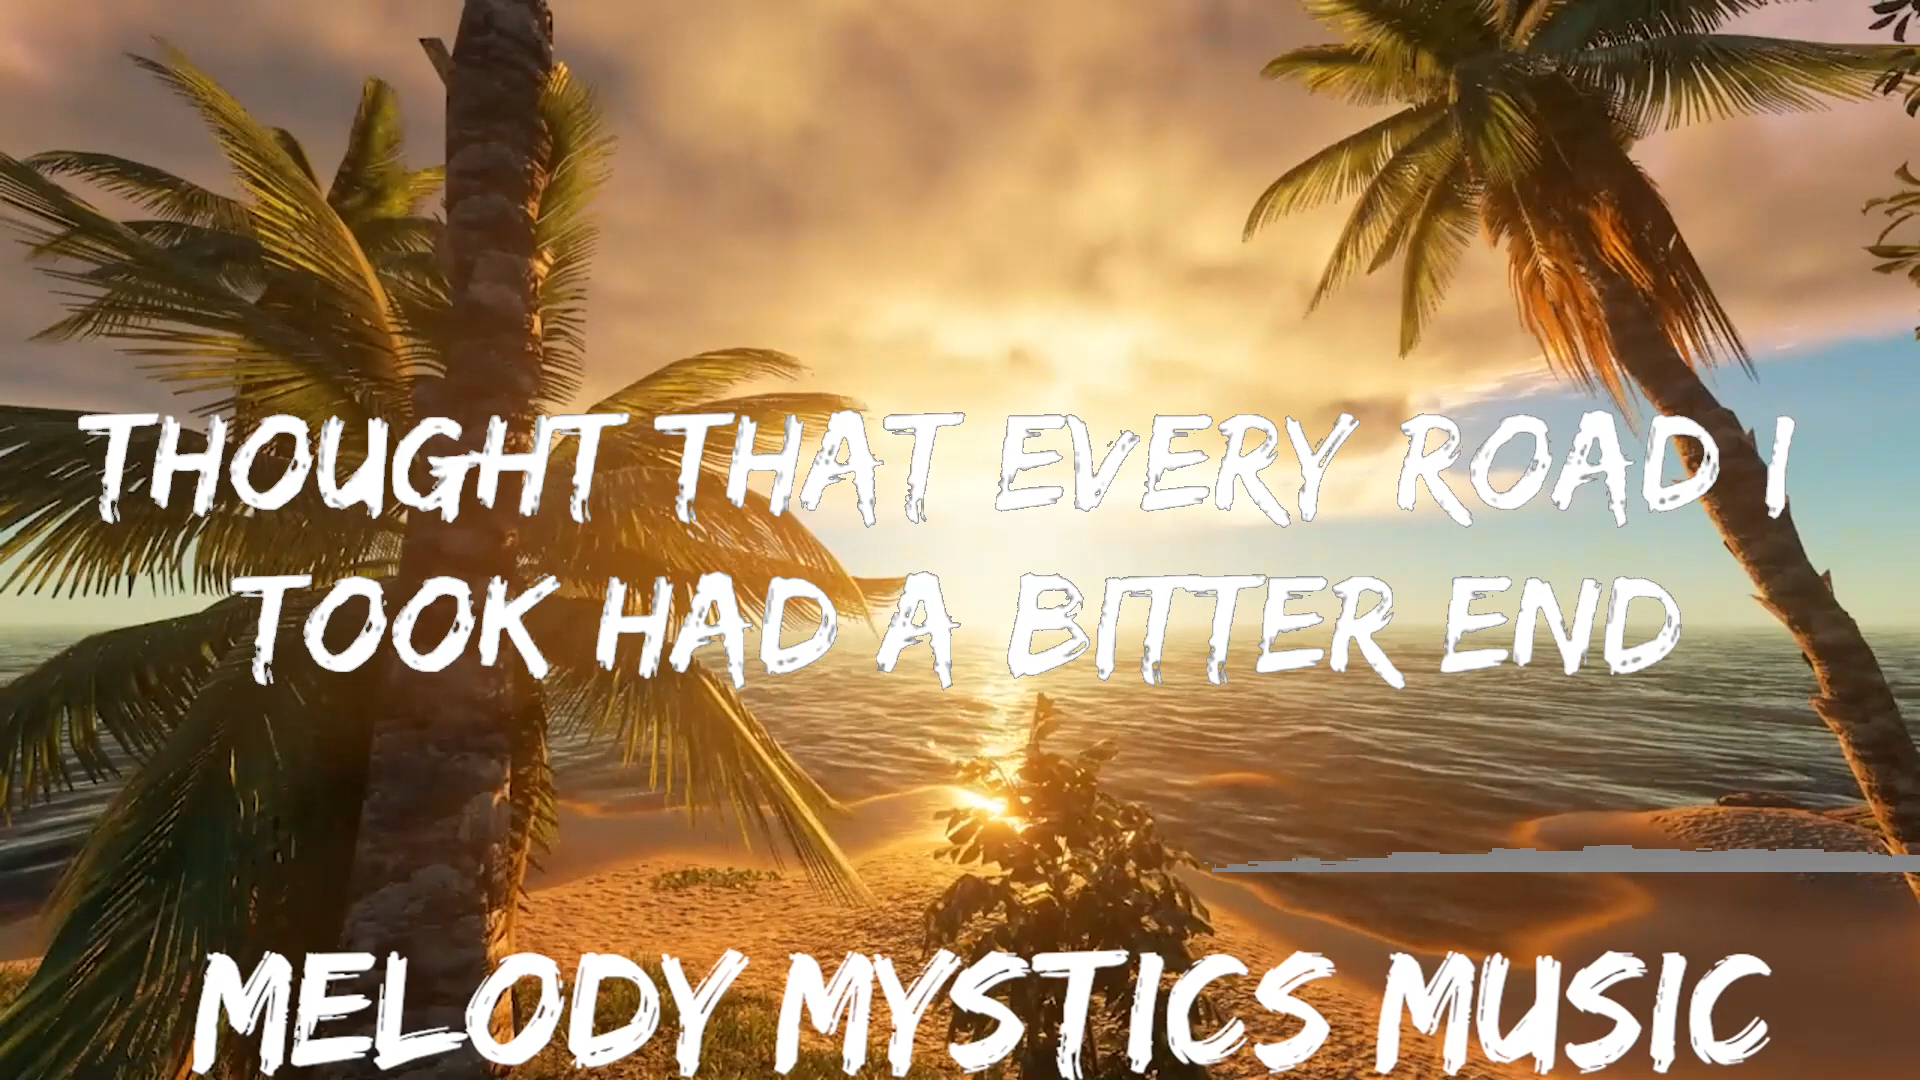 THOUGHT THAT EVERY ROAD I
TOOK HAD A BITTER END
MELODY MYSTICS MUSIC